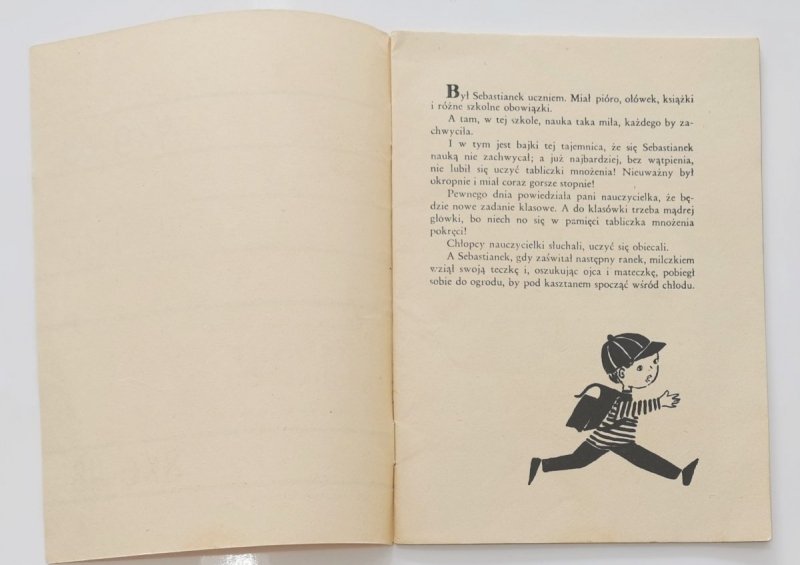 Był Sebastianek uczniem. Miał pióro, ołówek, książki
i różne szkolne obowiązki.
A tam, w tej szkole, nauka taka miła, każdego by za-
chwyciła.
I w tym jest bajki tej tajemnica, że się Sebastianek
nauką nie zachwycał; a już najbardziej, bez wątpienia,
nie lubił się uczyć tabliczki mnożenia! Nieuważny był
okropnie i miał coraz gorsze stopnie!
Pewnego dnia powiedziała pani nauczycielka, że bę-
dzie nowe zadanie klasowe. A do klasówki trzeba mądrej
główki, bo niech no się w pamięci tabliczka mnożenia
pokręci!
Chłopcy nauczycielki słuchali, uczyć się obiecali.
A Sebastianek, gdy zaświtał następny ranek, milczkiem
wziął swoją teczkę i, oszukując ojca i mateczkę, pobiegł
sobie do ogrodu, by pod kasztanem spocząć wśród chłodu.